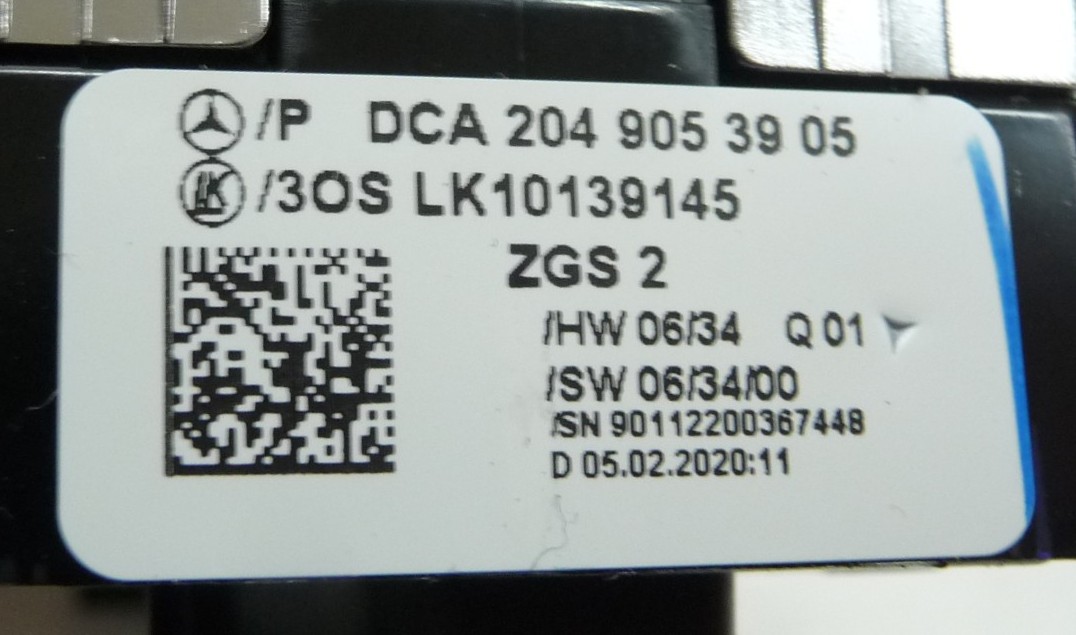 /P DCA 204 905 39 05
LK /3OS LK10139145
ZGS 2
/HW 06/34 Q 01
/SW 06/34/00
/SN 90112200367448
D 05.02.2020:11